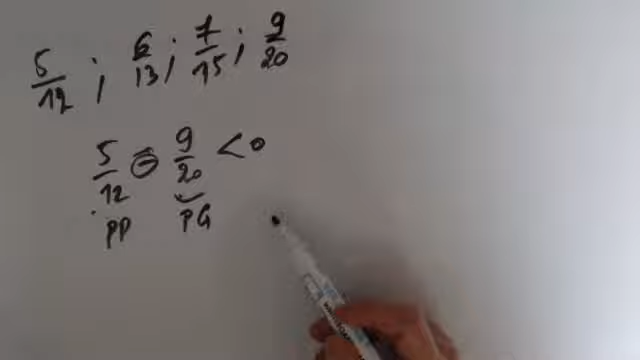 5/12 ; 6/13 ; 7/15 ; 9/20
5/12 ⊖ 9/20 < 0
PP PG